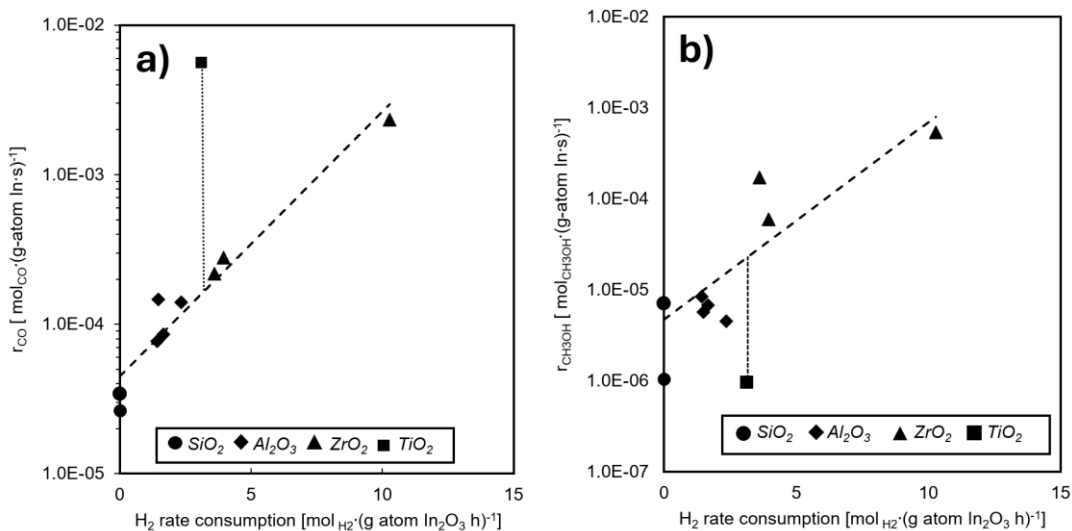 a)
1.0E-02
1.0E-03
1.0E-04
1.0E-05
r_CO [ mol_CO·(g-atom In·s)^-1]
0 5 10 15
H₂ rate consumption [mol_H2·(g atom In₂O₃ h)^-1]
SiO₂ Al₂O₃ ZrO₂ TiO₂
b)
1.0E-02
1.0E-03
1.0E-04
1.0E-05
1.0E-06
1.0E-07
r_CH3OH [ mol_CH3OH·(g-atom In·s)^-1]
0 5 10 15
H₂ rate consumption [mol_H2·(g atom In₂O₃ h)^-1]
SiO₂ Al₂O₃ ZrO₂ TiO₂